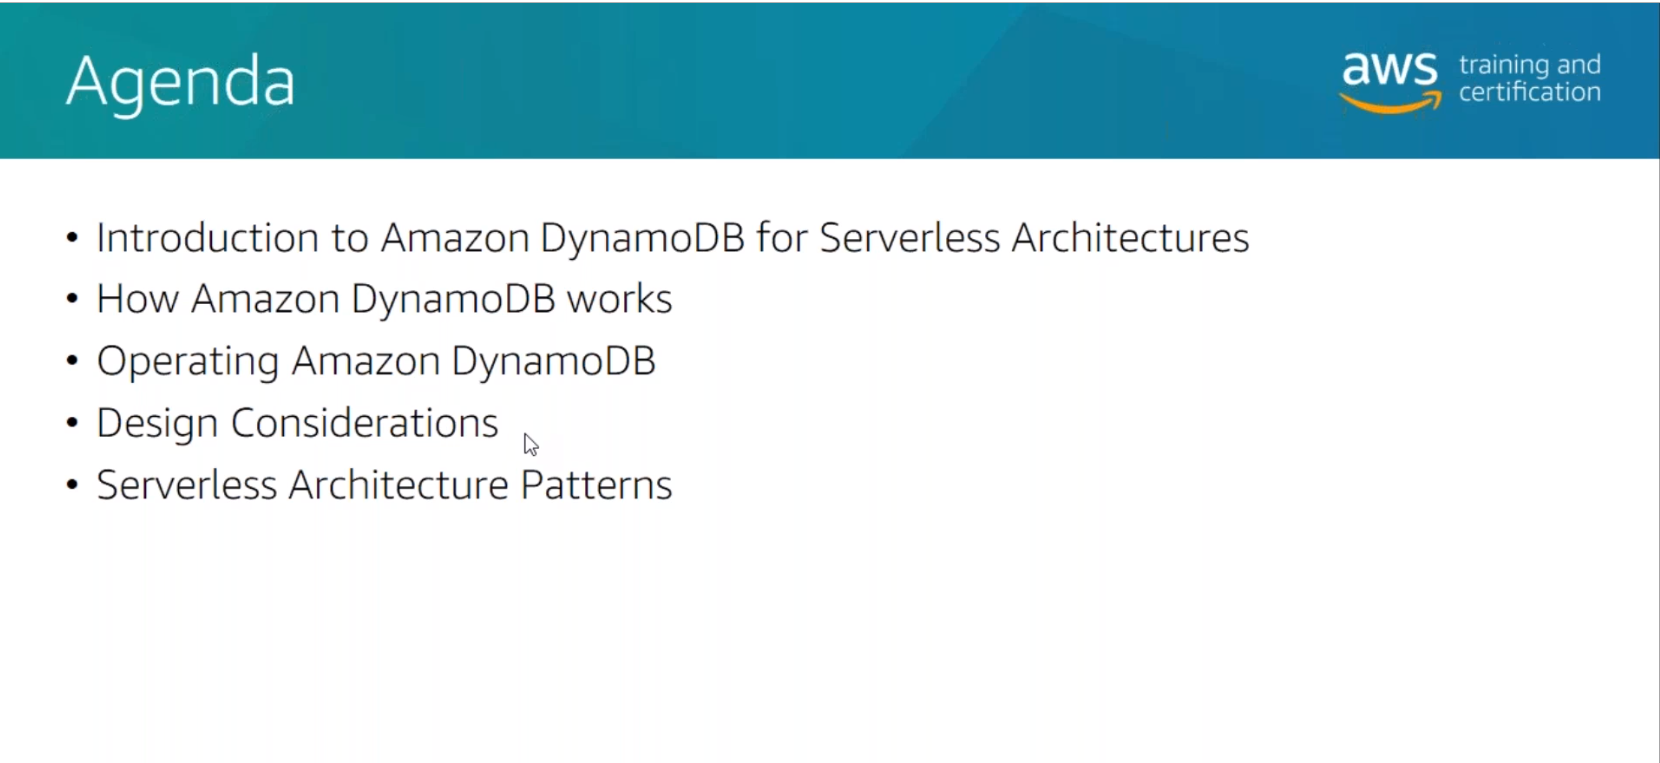 Agenda
aws training and
certification
• Introduction to Amazon DynamoDB for Serverless Architectures
• How Amazon DynamoDB works
• Operating Amazon DynamoDB
• Design Considerations
• Serverless Architecture Patterns